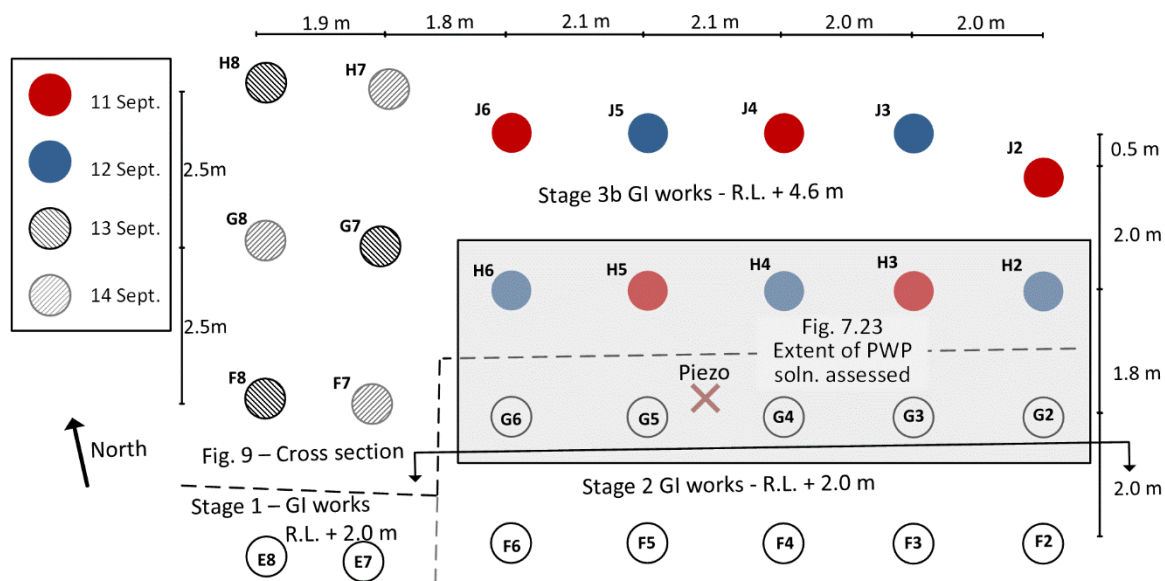 1.9 m
1.8 m
2.1 m
2.1 m
2.0 m
2.0 m
11 Sept.
12 Sept.
13 Sept.
14 Sept.
H8
H7
J6
J5
J4
J3
J2
0.5 m
2.5m
Stage 3b GI works - R.L. + 4.6 m
G8
G7
2.0 m
H6
H5
H4
H3
H2
2.5m
Fig. 7.23
Extent of PWP
soln. assessed
1.8 m
F8
F7
Piezo
G6
G5
G4
G3
G2
North
Fig. 9 – Cross section
Stage 2 GI works - R.L. + 2.0 m
2.0 m
Stage 1 – GI works
R.L. + 2.0 m
E8
E7
F6
F5
F4
F3
F2